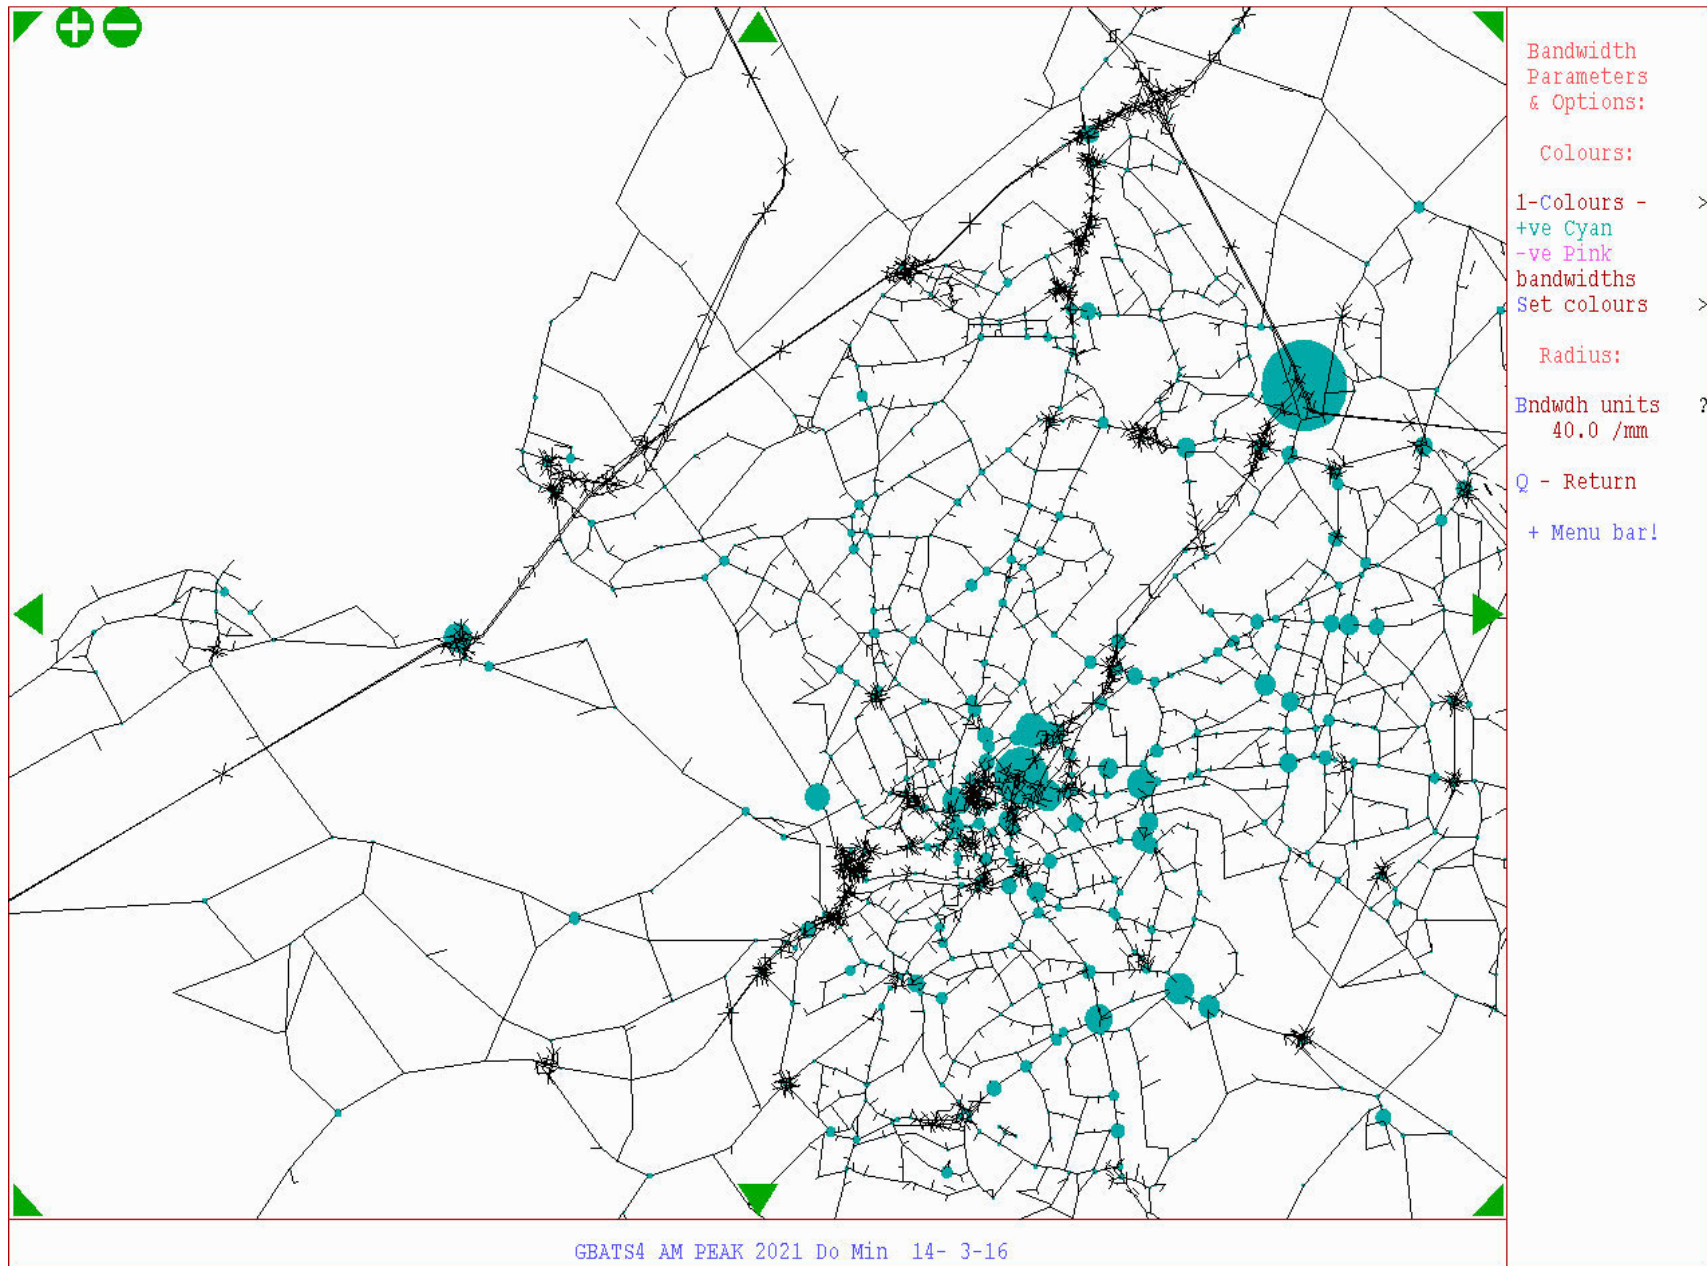 Bandwidth
Parameters
& Options:
Colours:
1-Colours - >
+ve Cyan
-ve Pink
bandwidths
Set colours >
Radius:
Bndwdh units ?
40.0 /mm
Q - Return
+ Menu bar!
GBATS4 AM PEAK 2021 Do Min 14- 3-16